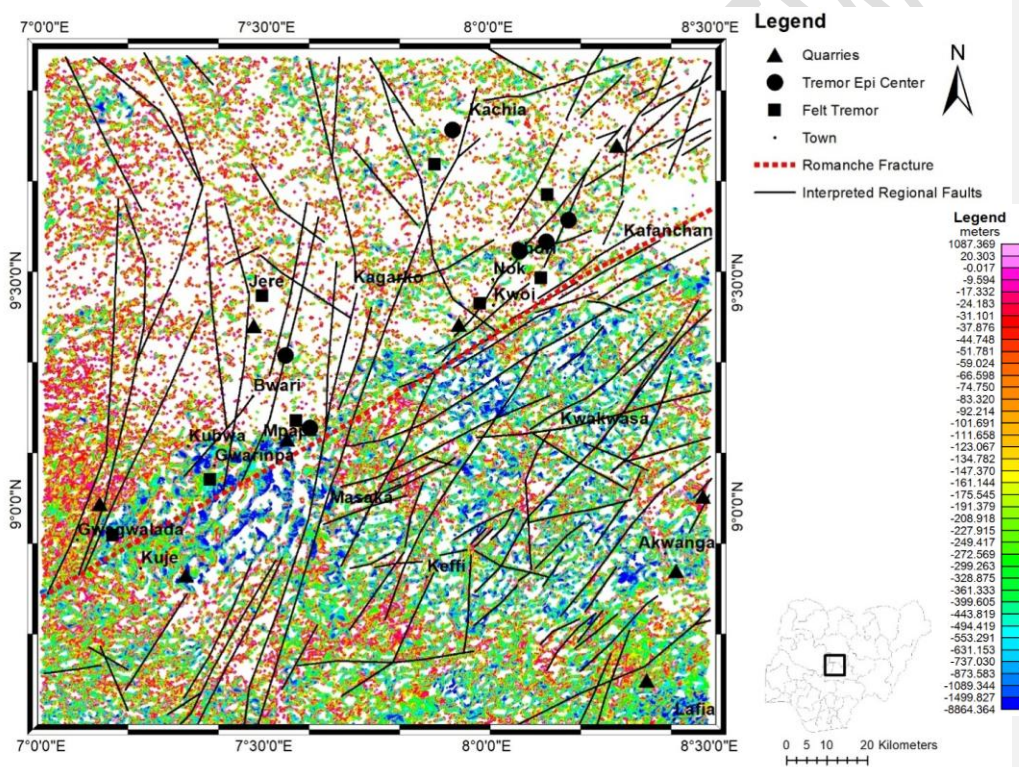 7°0'0"E
7°30'0"E
8°0'0"E
8°30'0"E
Legend
Quarries
Tremor Epi Center
Felt Tremor
Town
Romanche Fracture
Interpreted Regional Faults
N
Kachia
Kafanchan
Nok
Kwoi
Kagarko
Jere
Bwari
Kubwa
Gwarinpa
Kwakwasa
Masaka
Gwagwalada
Kuje
Keffi
Akwanga
Lafia
9°30'0"N
9°0'0"N
9°30'0"N
9°0'0"N
7°0'0"E
7°30'0"E
8°0'0"E
8°30'0"E
Legend
meters
1087.369
20.303
-0.017
-9.594
-17.332
-24.183
-31.101
-37.876
-44.748
-51.781
-59.024
-66.598
-74.750
-83.320
-92.214
-101.691
-111.658
-123.067
-134.782
-147.370
-161.144
-175.545
-191.379
-208.918
-227.915
-249.417
-272.569
-299.263
-328.875
-361.333
-399.605
-443.819
-494.419
-553.291
-631.153
-737.030
-873.583
-1089.344
-1499.827
-8864.364
0 5 10 20 Kilometers